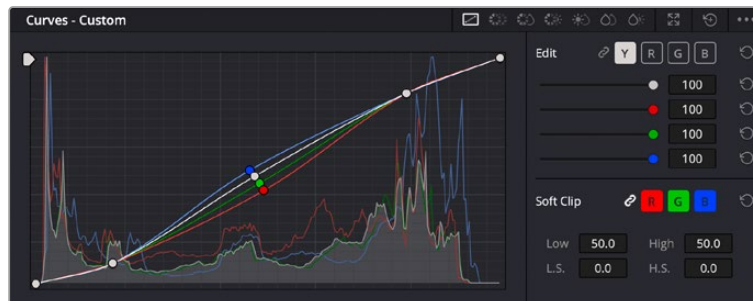 Curves - Custom
Edit Y R G B
100
100
100
100
Soft Clip R G B
Low 50.0 High 50.0
L.S. 0.0 H.S. 0.0